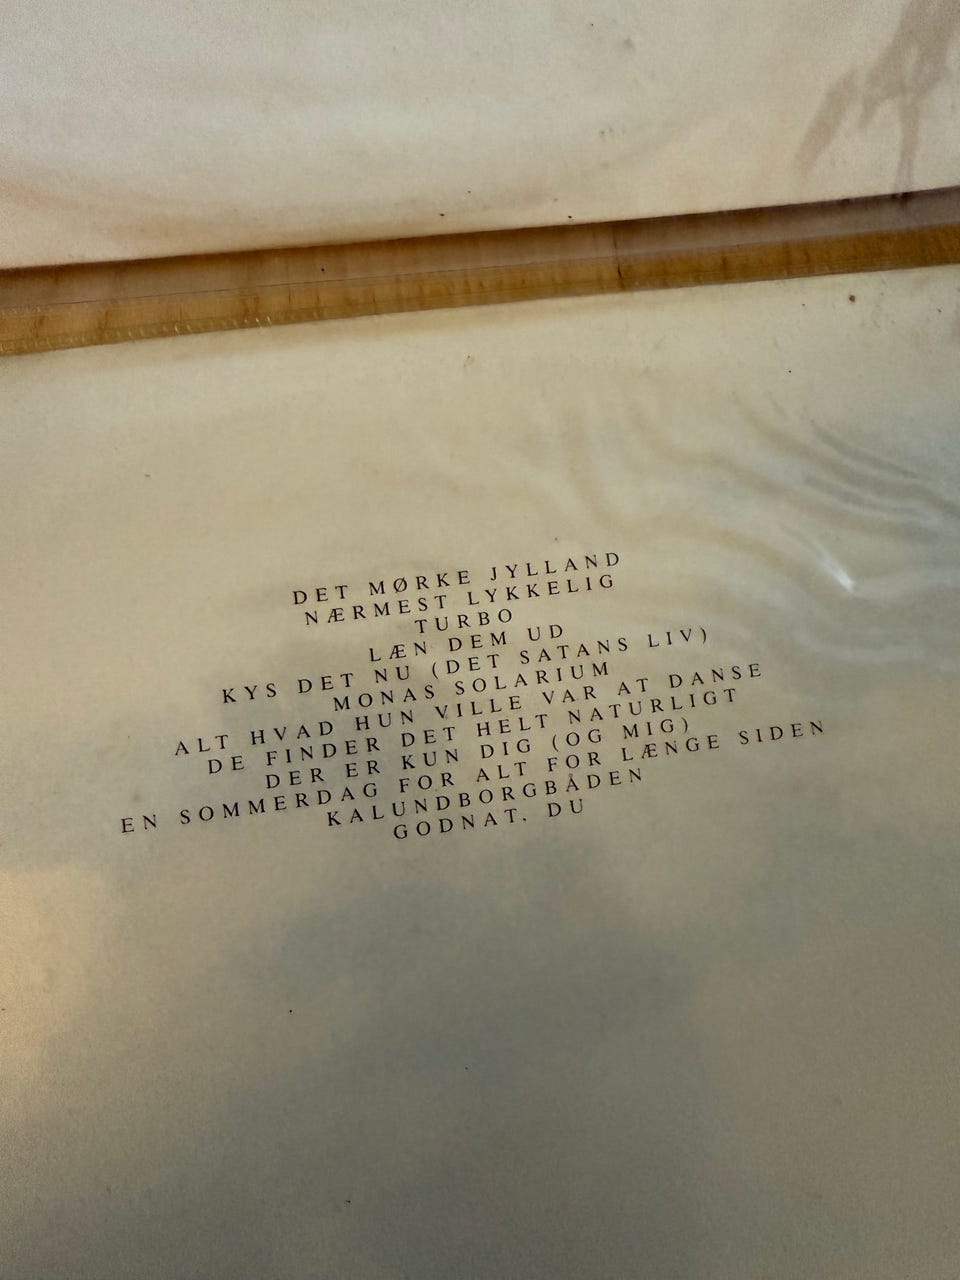 DET MØRKE JYLLAND
NÆRMEST LYKKELIG
TURBO
LÆN DEM UD
KYS DET NU (DET SATANS LIV)
MONAS SOLARIUM
ALT HVAD HUN VILLE VAR AT DANSE
DE FINDER DET HELT NATURLIGT
DER ER KUN DIG (OG MIG)
EN SOMMERDAG FOR ALT FOR LÆNGE SIDEN
KALUNDBORGBÅDEN
GODNAT, DU